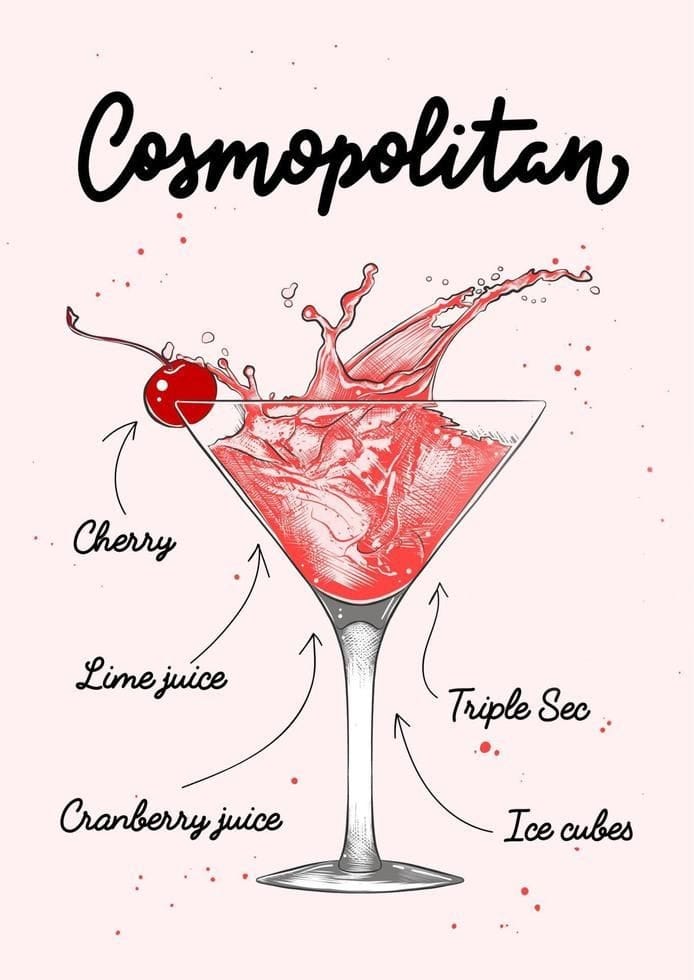 Cosmopolitan
Cherry
Lime juice
Triple Sec
Cranberry juice
Ice cubes